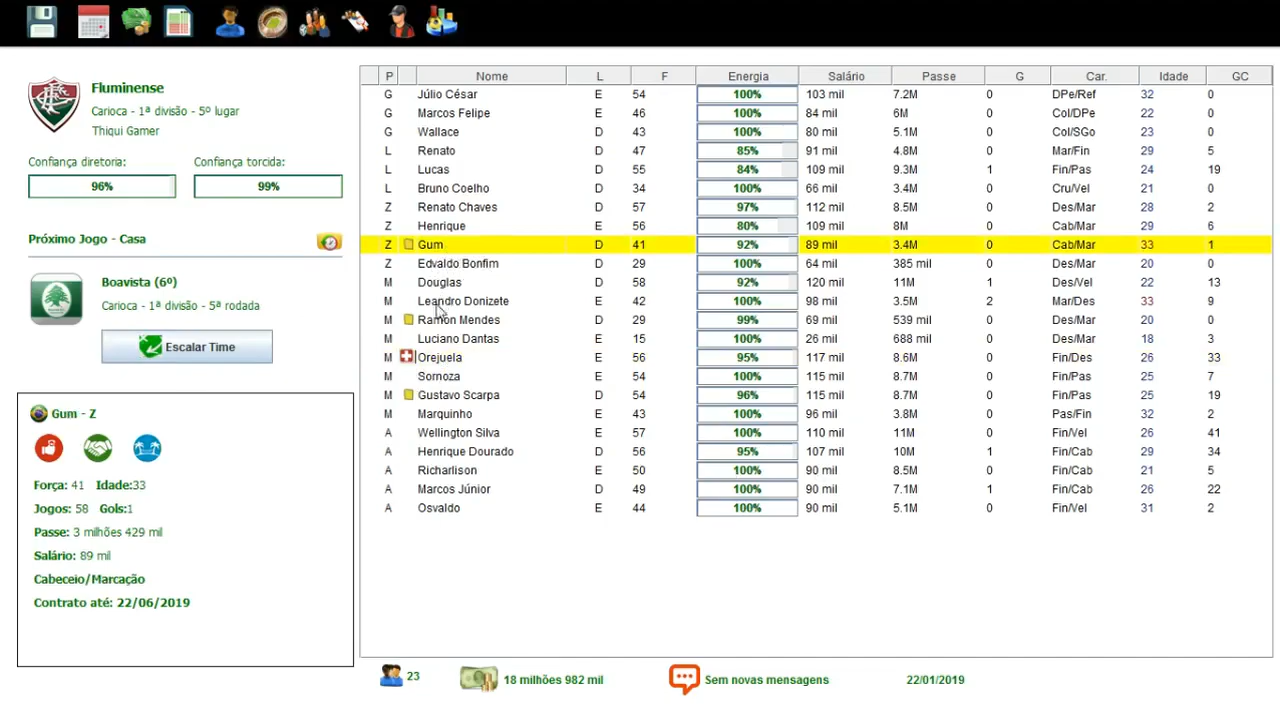 Fluminense
Carioca - 1ª divisão - 5º lugar
Thiqui Gamer
Confiança diretoria: Confiança torcida:
96% 99%
Próximo Jogo - Casa
Boavista (6º)
Carioca - 1ª divisão - 5ª rodada
Escalar Time
Gum - Z
Força: 41 Idade:33
Jogos: 58 Gols:1
Passe: 3 milhões 429 mil
Salário: 89 mil
Cabeceio/Marcação
Contrato até: 22/06/2019
P Nome L F Energia Salário Passe G Car. Idade GC
G Júlio César E 54 100% 103 mil 7.2M 0 DPe/Ref 32 0
G Marcos Felipe E 46 100% 84 mil 6M 0 Col/DPe 22 0
G Wallace D 43 100% 80 mil 5.1M 0 Col/SGo 23 0
L Renato D 47 85% 91 mil 4.8M 0 Mar/Fin 29 5
L Lucas D 55 84% 109 mil 9.3M 1 Fin/Pas 24 19
L Bruno Coelho D 34 100% 66 mil 3.4M 0 Cru/Vel 21 0
Z Renato Chaves D 57 97% 112 mil 8.5M 0 Des/Mar 28 2
Z Henrique E 56 80% 109 mil 8M 0 Cab/Mar 29 6
Z Gum D 41 92% 89 mil 3.4M 0 Cab/Mar 33 1
Z Edvaldo Bonfim D 29 100% 64 mil 385 mil 0 Des/Mar 20 0
M Douglas D 58 92% 120 mil 11M 1 Des/Vel 22 13
M Leandro Donizete E 42 100% 98 mil 3.5M 2 Mar/Des 33 9
M Ramon Mendes D 29 99% 69 mil 539 mil 0 Des/Mar 20 0
M Luciano Dantas E 15 100% 26 mil 688 mil 0 Des/Mar 18 3
M Orejuela E 56 95% 117 mil 8.6M 0 Fin/Des 26 33
M Sornoza E 54 100% 115 mil 8.7M 0 Fin/Pas 25 7
M Gustavo Scarpa D 54 96% 115 mil 8.7M 0 Fin/Pas 25 19
M Marquinho E 43 100% 96 mil 3.8M 0 Pas/Fin 32 2
A Wellington Silva E 57 100% 110 mil 11M 0 Fin/Vel 26 41
A Henrique Dourado D 56 95% 107 mil 10M 1 Fin/Cab 29 34
A Richarlison E 50 100% 90 mil 8.5M 0 Fin/Cab 21 5
A Marcos Júnior D 49 100% 90 mil 7.1M 1 Fin/Cab 26 22
A Osvaldo E 44 100% 90 mil 5.1M 0 Fin/Vel 31 2
23 18 milhões 982 mil Sem novas mensagens 22/01/2019